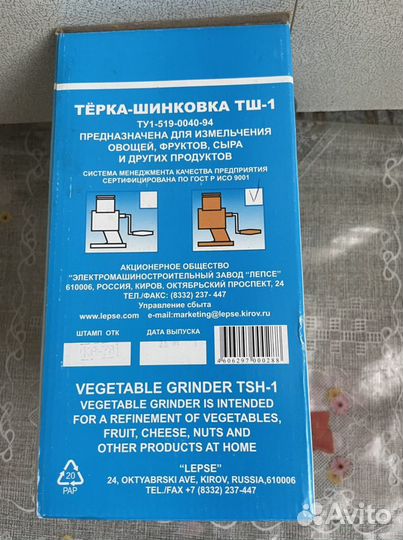 ТЁРКА-ШИНКОВКА ТШ-1
ТУ1-519-0040-94
ПРЕДНАЗНАЧЕНА ДЛЯ ИЗМЕЛЬЧЕНИЯ
ОВОЩЕЙ, ФРУКТОВ, СЫРА
И ДРУГИХ ПРОДУКТОВ
СИСТЕМА МЕНЕДЖМЕНТА КАЧЕСТВА ПРЕДПРИЯТИЯ
СЕРТИФИЦИРОВАНА ПО ГОСТ Р ИСО 9001
АКЦИОНЕРНОЕ ОБЩЕСТВО
"ЭЛЕКТРОМАШИНОСТРОИТЕЛЬНЫЙ ЗАВОД "ЛЕПСЕ"
610006, РОССИЯ, КИРОВ, ОКТЯБРЬСКИЙ ПРОСПЕКТ, 24
ТЕЛ./ФАКС: (8332) 237- 447
Управление сбыта
www.lepse.com e-mail:marketing@lepse.kirov.ru
ШТАМП ОТК
ДАТА ВЫПУСКА
4606297000288
VEGETABLE GRINDER TSH-1
VEGETABLE GRINDER IS INTENDED
FOR A REFINEMENT OF VEGETABLES,
FRUIT, CHEESE, NUTS AND
OTHER PRODUCTS AT HOME
"LEPSE"
24, OKTYABRSKI AVE, KIROV, RUSSIA,610006
TEL./FAX +7 (8332) 237-447
20
PAP
Avito